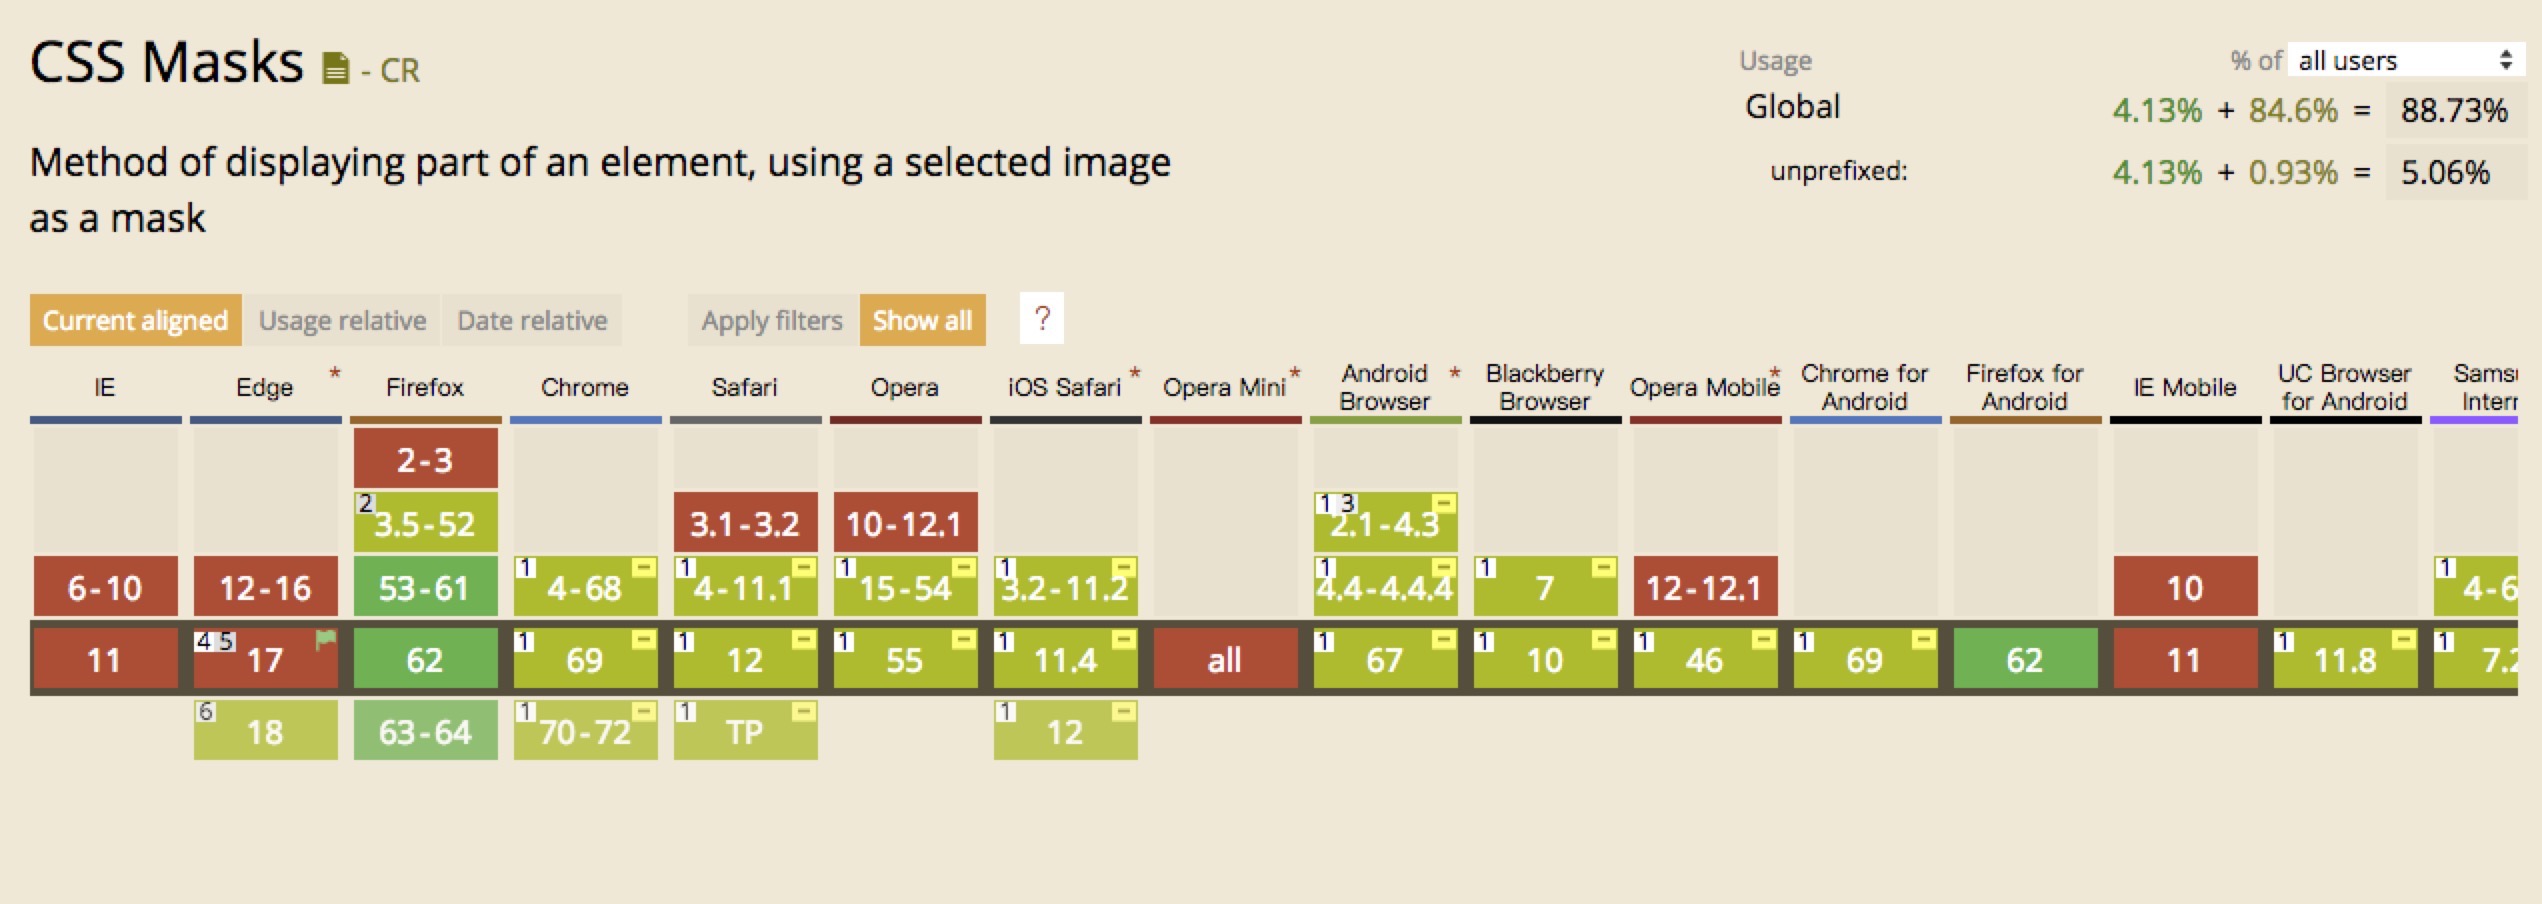 CSS Masks - CR
Usage % of all users
Global 4.13% + 84.6% = 88.73%
unprefixed: 4.13% + 0.93% = 5.06%
Method of displaying part of an element, using a selected image
as a mask
Current aligned Usage relative Date relative Apply filters Show all ?
IE Edge * Firefox Chrome Safari Opera iOS Safari * Opera Mini * Android Browser * Blackberry Browser Opera Mobile * Chrome for Android Firefox for Android IE Mobile UC Browser for Android
2-3
2 3.5-52 3.1-3.2 10-12.1 1 3 2.1-4.3
6-10 12-16 53-61 1 4-68 1 4-11.1 1 15-54 1 3.2-11.2 1 4.4-4.4.4 1 7 12-12.1 10 1
11 4 5 17 62 1 69 1 12 1 55 1 11.4 all 1 67 1 10 1 46 1 69 62 11 1 11.8 1
6 18 63-64 1 70-72 1 TP 1 12